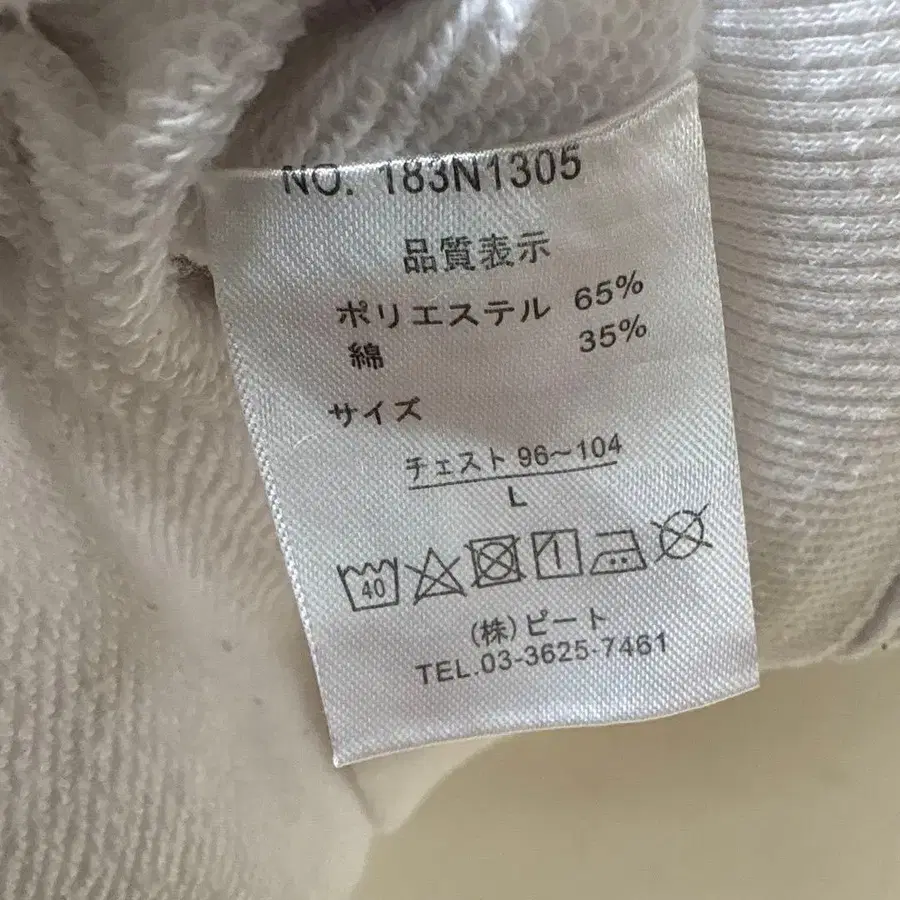 NO. 183N1305
品質表示
ポリエステル 65%
綿 35%
サイズ
チェスト 96～104
L
40
(株)ピート
TEL.03-3625-7461